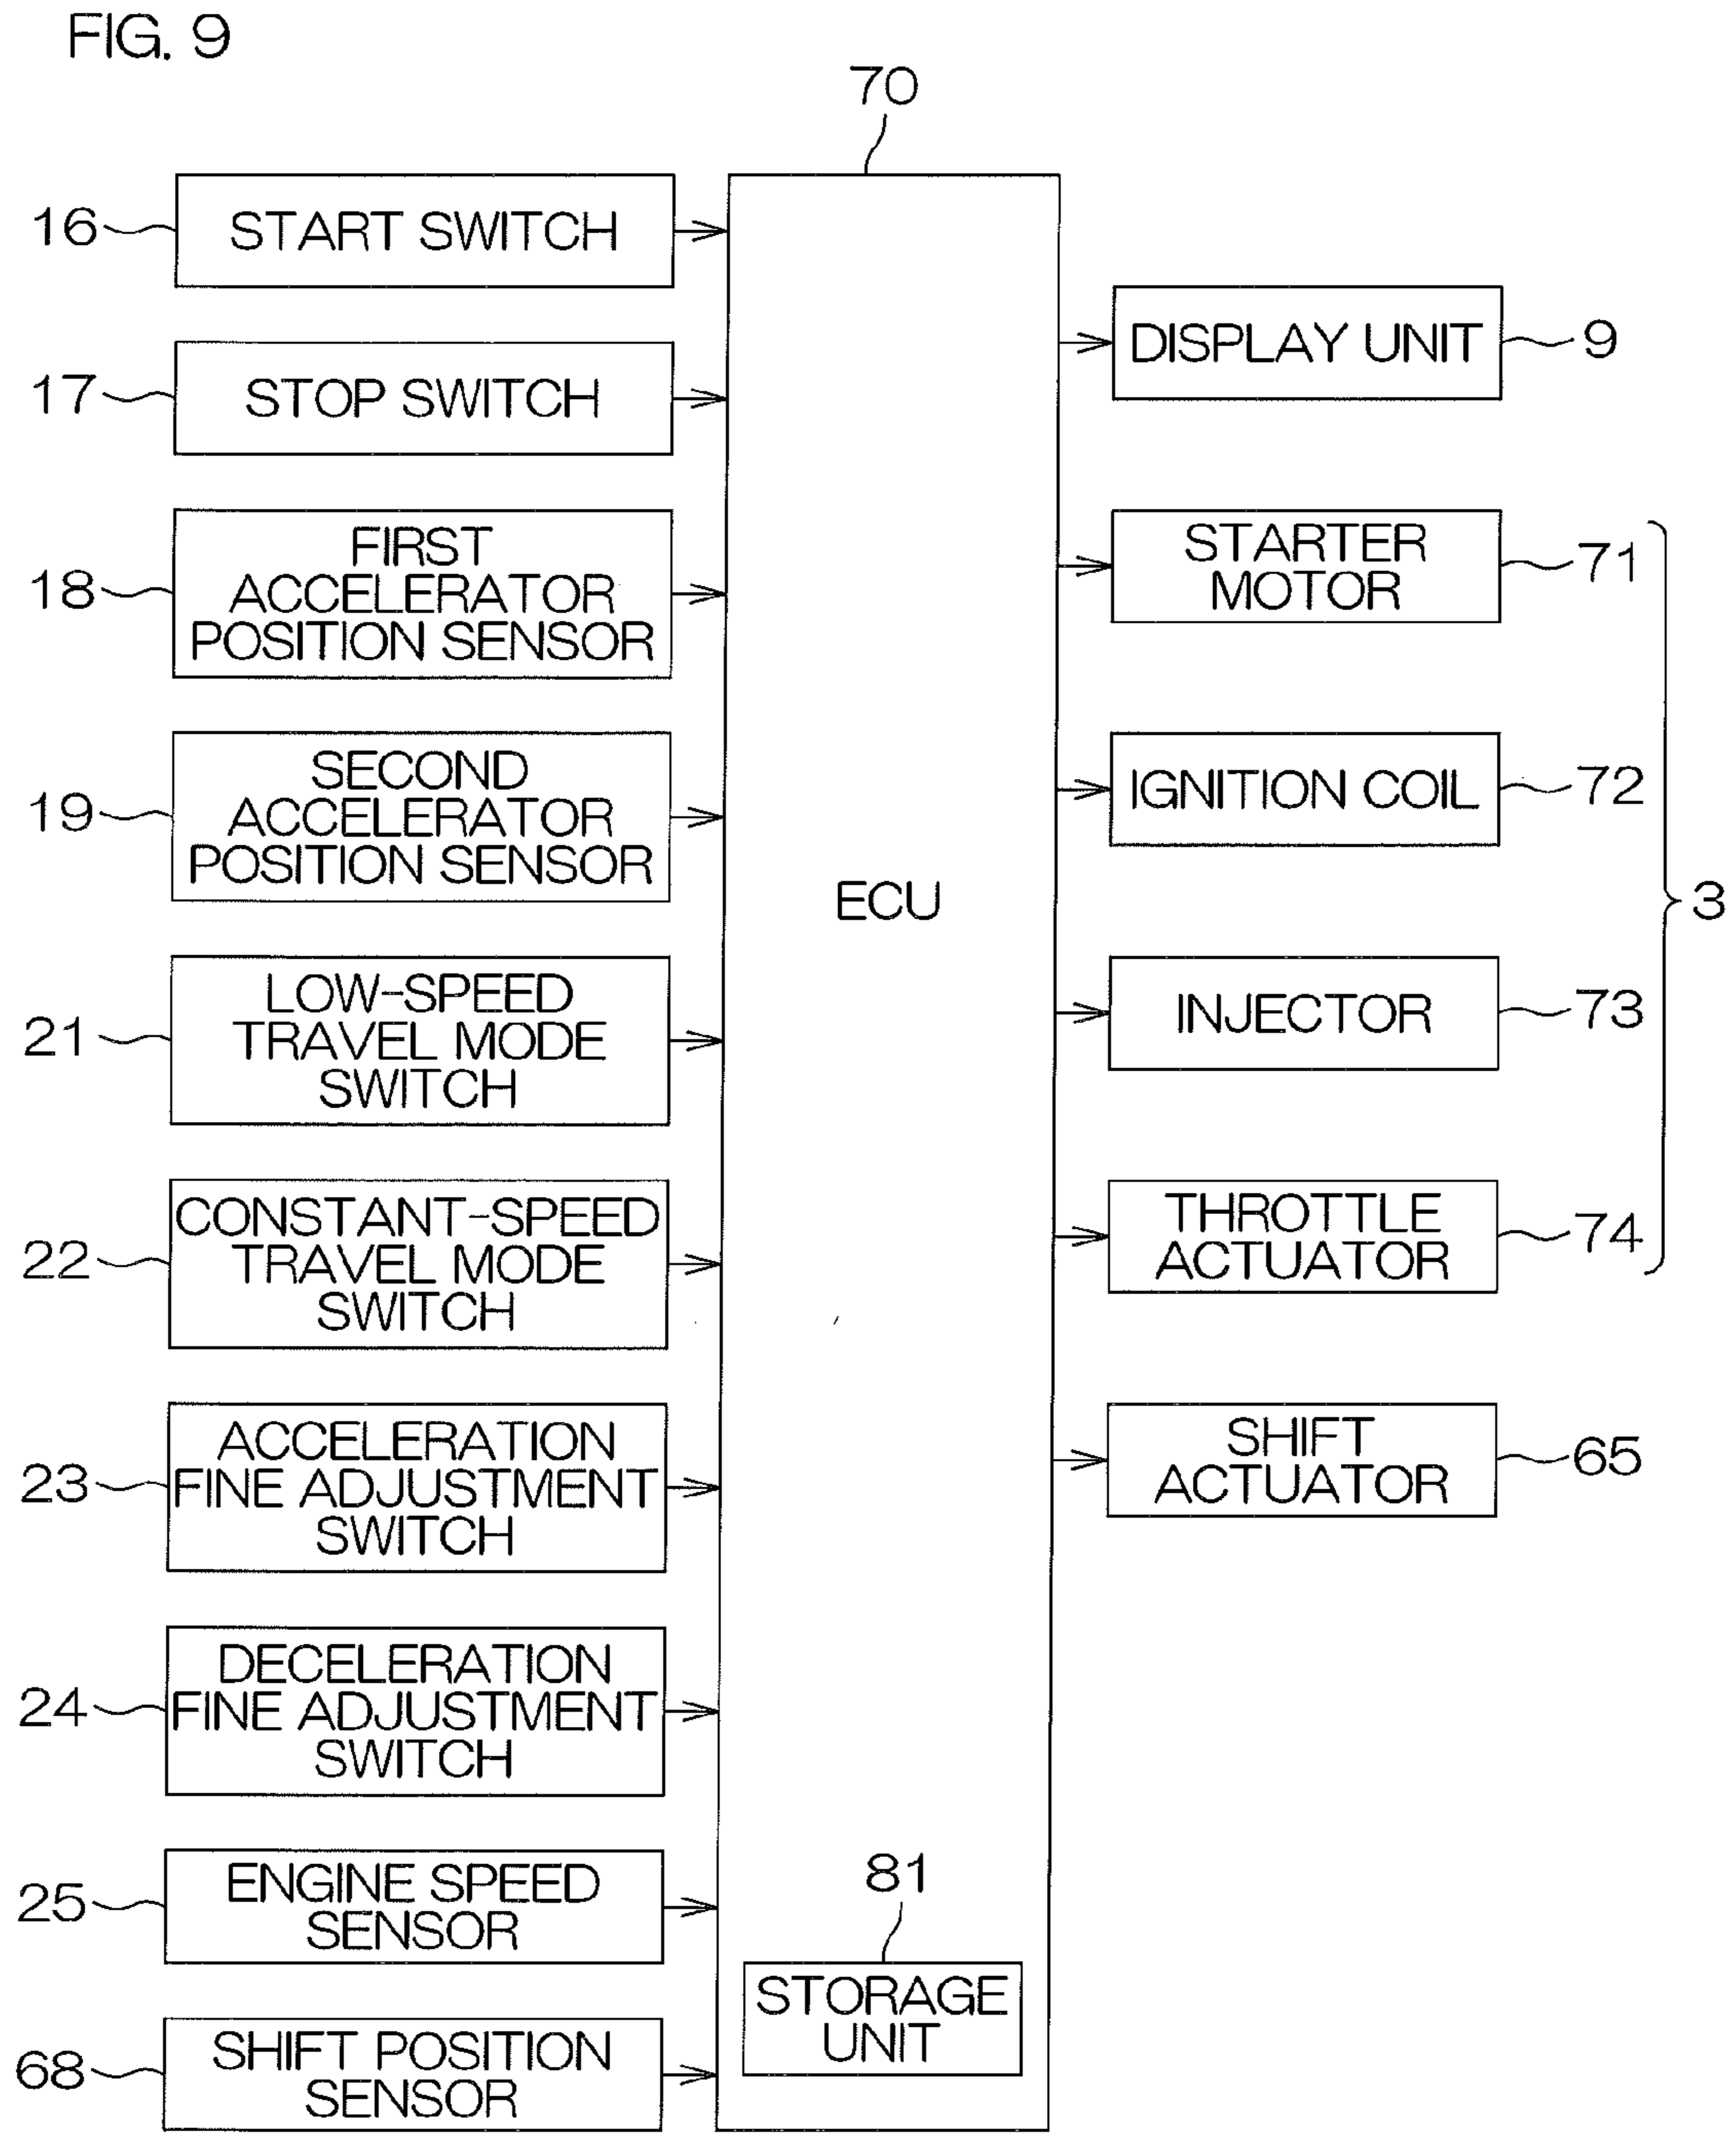 FIG. 9
70
16
START SWITCH
17
STOP SWITCH
18
FIRST
ACCELERATOR
POSITION SENSOR
19
SECOND
ACCELERATOR
POSITION SENSOR
21
LOW-SPEED
TRAVEL MODE
SWITCH
22
CONSTANT-SPEED
TRAVEL MODE
SWITCH
23
ACCELERATION
FINE ADJUSTMENT
SWITCH
24
DECELERATION
FINE ADJUSTMENT
SWITCH
25
ENGINE SPEED
SENSOR
68
SHIFT POSITION
SENSOR
ECU
81
STORAGE
UNIT
DISPLAY UNIT
9
STARTER
MOTOR
71
IGNITION COIL
72
INJECTOR
73
THROTTLE
ACTUATOR
74
3
SHIFT
ACTUATOR
65